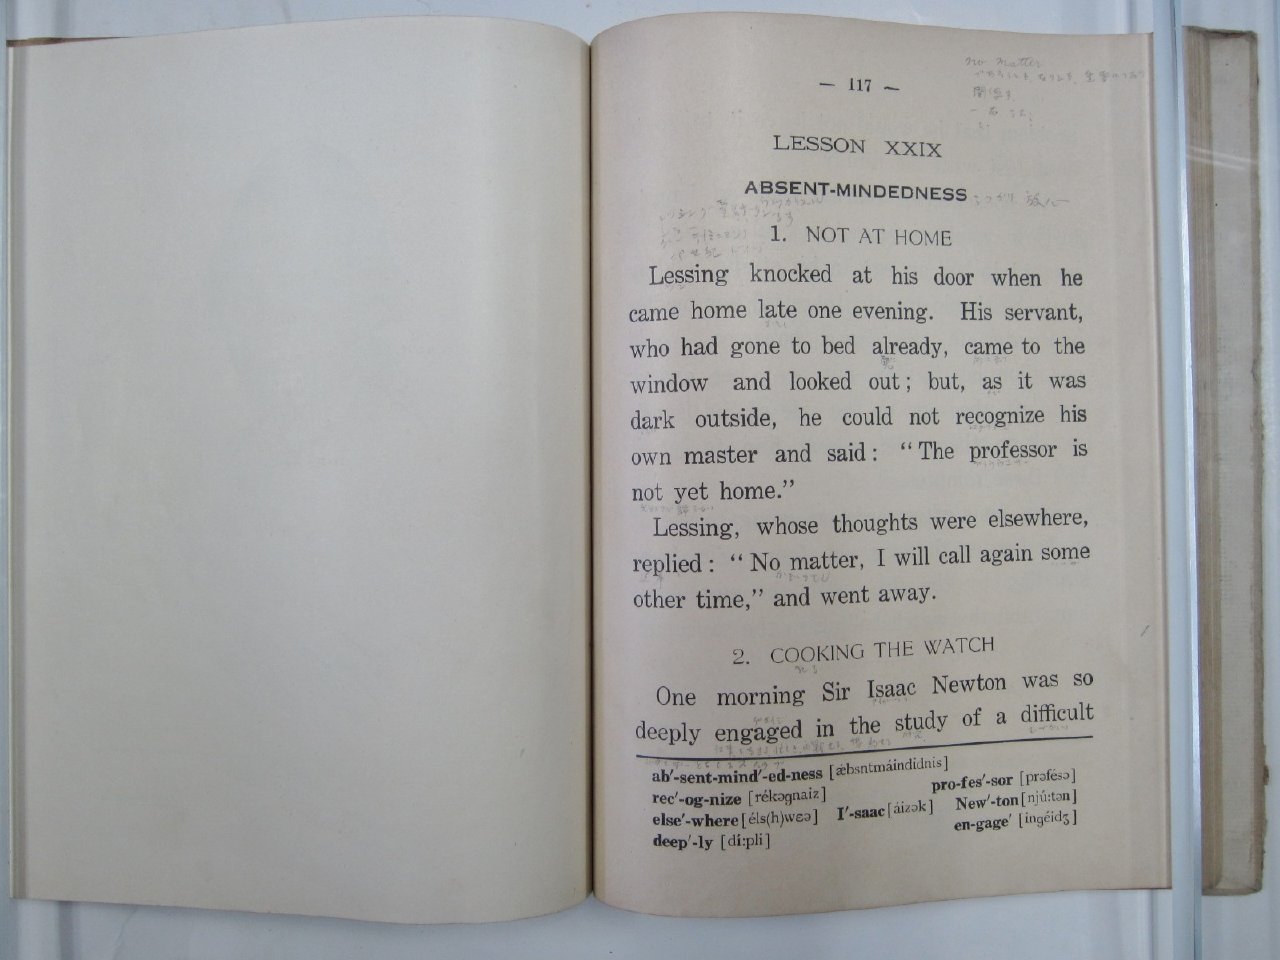 — 117 —
no matter
LESSON XXIX
ABSENT-MINDEDNESS
1. NOT AT HOME
Lessing knocked at his door when he
came home late one evening. His servant,
who had gone to bed already, came to the
window and looked out; but, as it was
dark outside, he could not recognize his
own master and said: “The professor is
not yet home.”
Lessing, whose thoughts were elsewhere,
replied: “No matter, I will call again some
other time,” and went away.
2. COOKING THE WATCH
One morning Sir Isaac Newton was so
deeply engaged in the study of a difficult
ab′-sent-mind′-ed-ness [ǽbsntmáindidnis]
pro-fes′-sor [prəfésə]
rec′-og-nize [rékəgnaiz]
else′-where [éls(h)wɛə] I′-saac [áizək] New′-ton [njú:tən]
deep′-ly [dí:pli] en-gage′ [ingéidʒ]